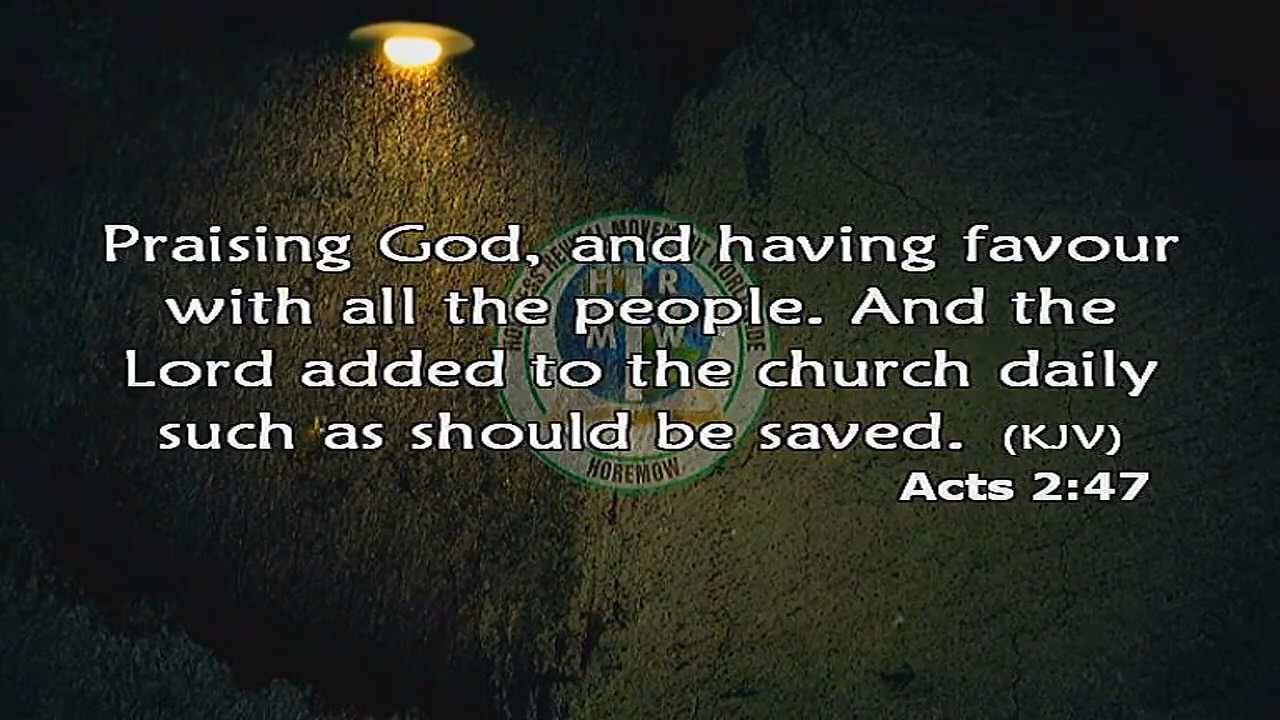 Praising God, and having favour
with all the people. And the
Lord added to the church daily
such as should be saved. (KJV)
Acts 2:47
H R
M W
HOREMOW